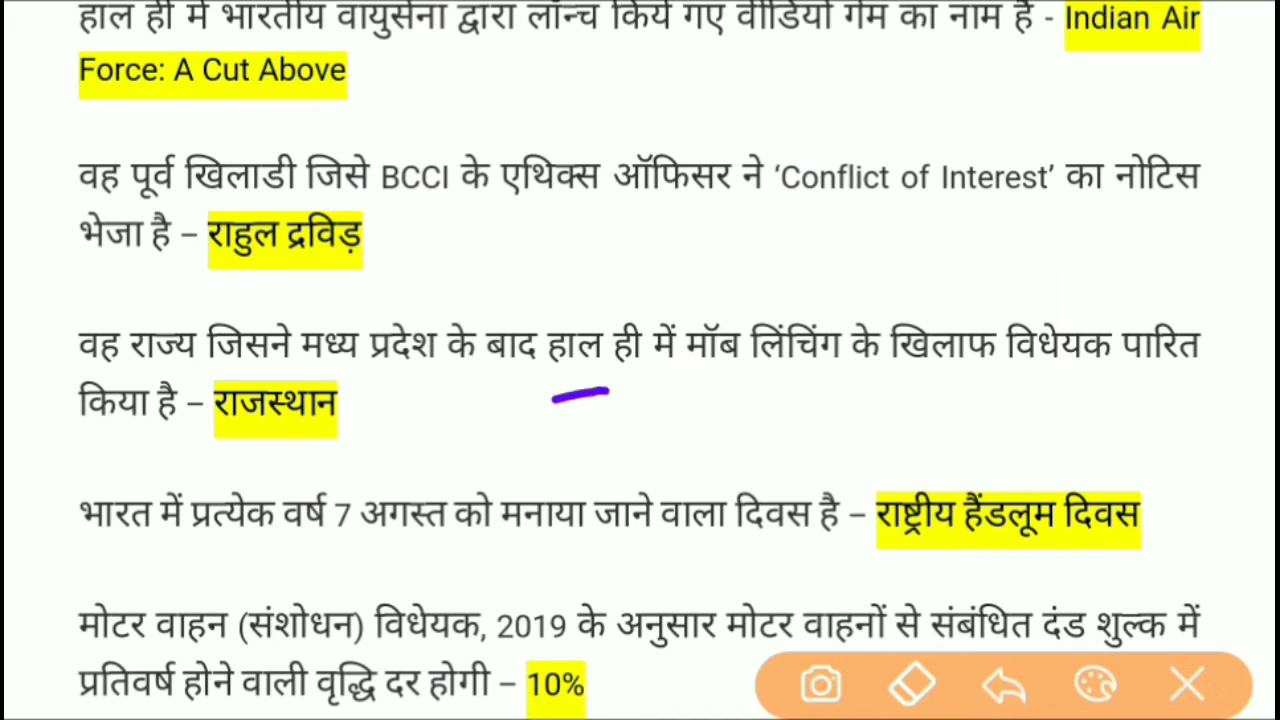 हाल ही में भारतीय वायुसेना द्वारा लॉन्च किये गए वीडियो गेम का नाम है - Indian Air
Force: A Cut Above
वह पूर्व खिलाडी जिसे BCCI के एथिक्स ऑफिसर ने ‘Conflict of Interest’ का नोटिस
भेजा है – राहुल द्रविड़
वह राज्य जिसने मध्य प्रदेश के बाद हाल ही में मॉब लिंचिंग के खिलाफ विधेयक पारित
किया है – राजस्थान
भारत में प्रत्येक वर्ष 7 अगस्त को मनाया जाने वाला दिवस है – राष्ट्रीय हैंडलूम दिवस
मोटर वाहन (संशोधन) विधेयक, 2019 के अनुसार मोटर वाहनों से संबंधित दंड शुल्क में
प्रतिवर्ष होने वाली वृद्धि दर होगी – 10%